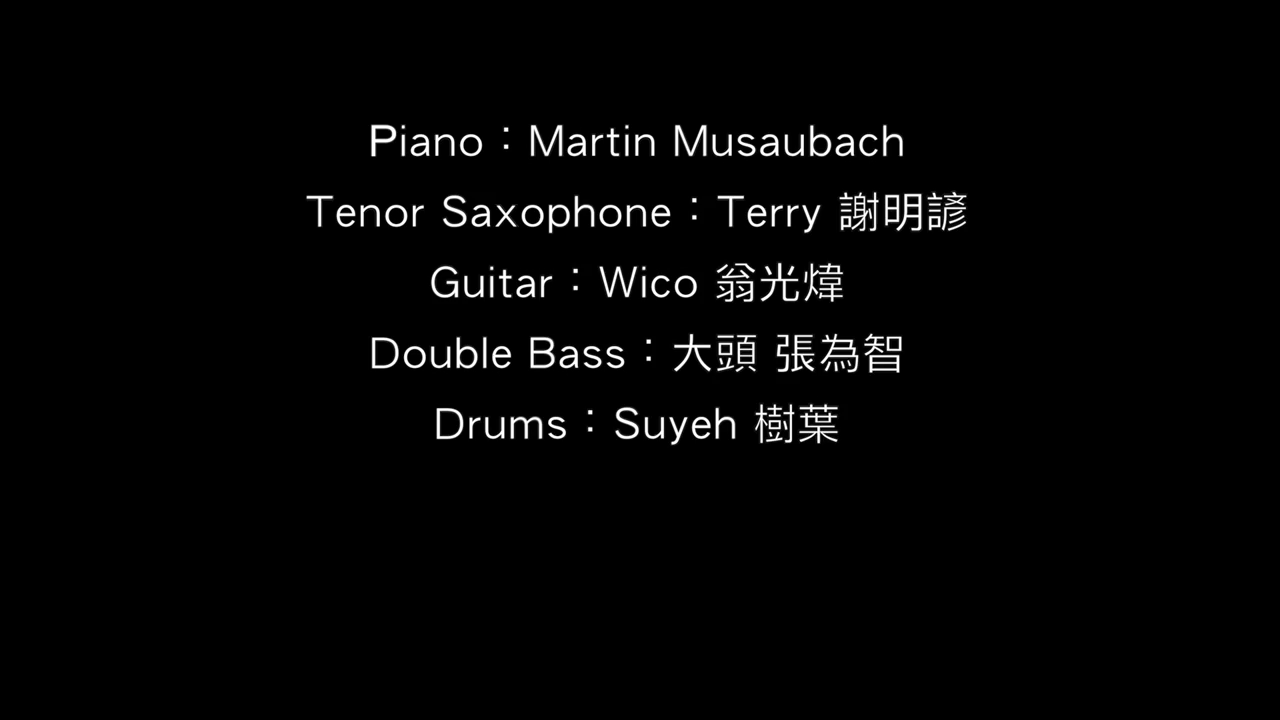 Piano：Martin Musaubach
Tenor Saxophone：Terry 謝明諺
Guitar：Wico 翁光煒
Double Bass：大頭 張為智
Drums：Suyeh 樹葉